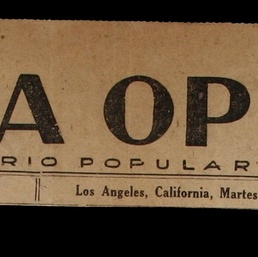 A OP
RIO POPULAR
Los Angeles, California, Martes